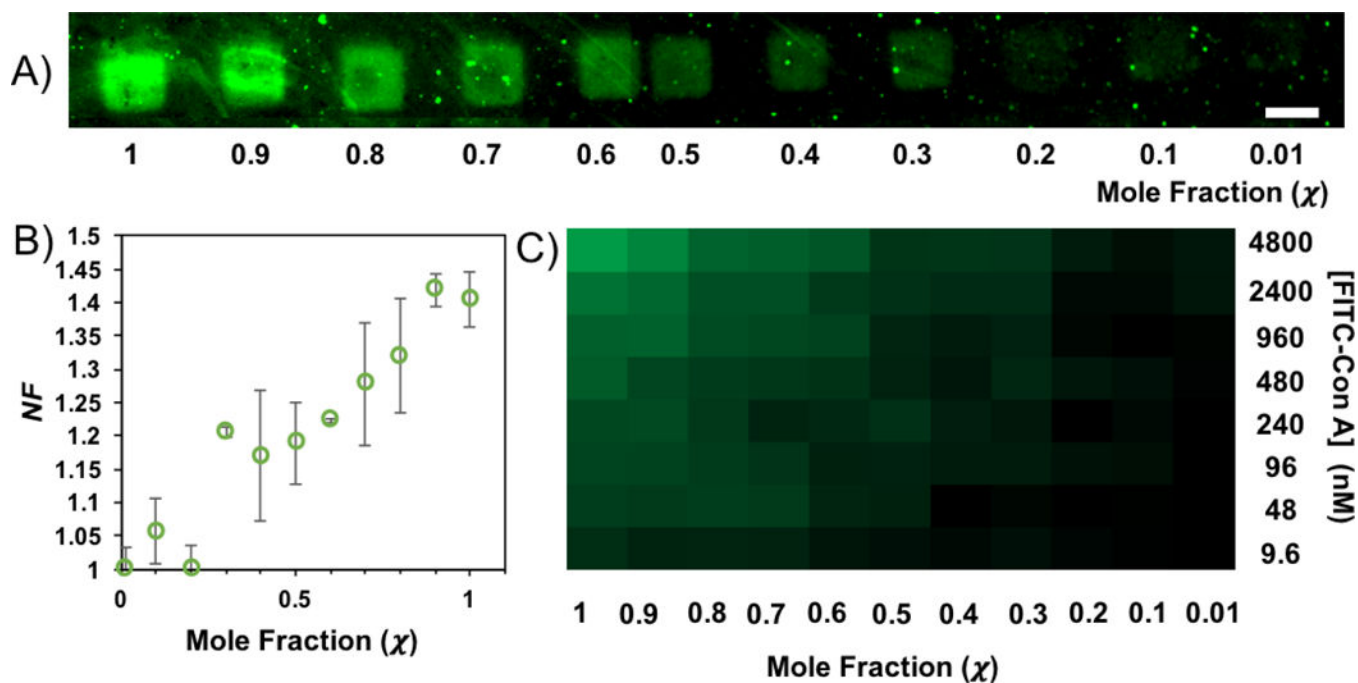 A)
1 0.9 0.8 0.7 0.6 0.5 0.4 0.3 0.2 0.1 0.01
Mole Fraction (χ)
B)
1.5
1.45
1.4
1.35
1.3
1.25
1.2
1.15
1.1
1.05
1
NF
0 0.5 1
Mole Fraction (χ)
C)
4800
2400
960
480
240
96
48
9.6
[FITC-Con A] (nM)
1 0.9 0.8 0.7 0.6 0.5 0.4 0.3 0.2 0.1 0.01
Mole Fraction (χ)